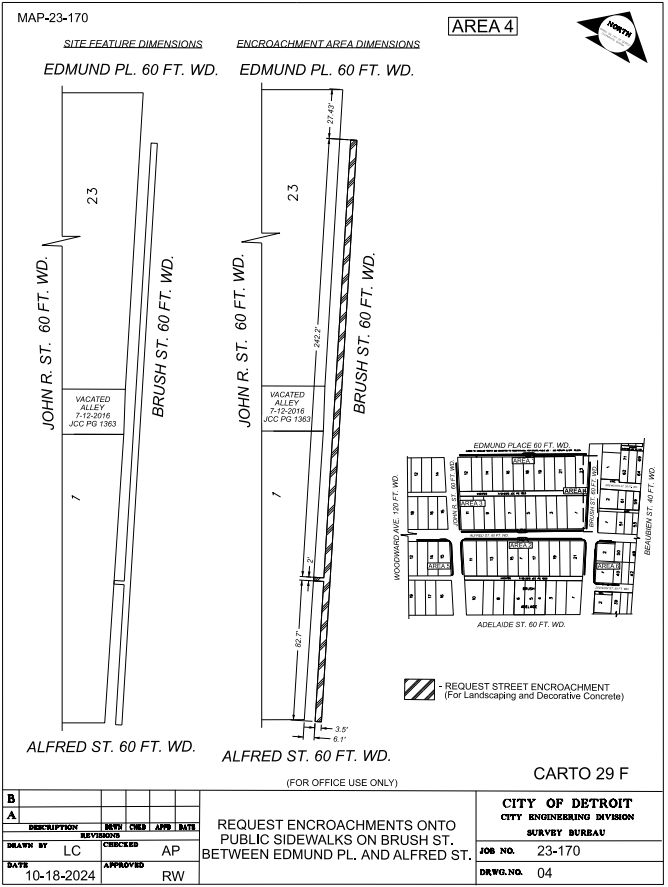 MAP-23-170
AREA 4
NORTH
SITE FEATURE DIMENSIONS
ENCROACHMENT AREA DIMENSIONS
EDMUND PL. 60 FT. WD.
EDMUND PL. 60 FT. WD.
23
JOHN R. ST. 60 FT. WD.
BRUSH ST. 60 FT. WD.
VACATED
ALLEY
7-12-2016
JCC PG 1363
1
ALFRED ST. 60 FT. WD.
27.43'
23
242.2'
JOHN R. ST. 60 FT. WD.
BRUSH ST. 60 FT. WD.
VACATED
ALLEY
7-12-2016
JCC PG 1363
1
2'
82.7'
3.5'
6.1'
ALFRED ST. 60 FT. WD.
EDMUND PLACE 60 FT. WD.
WOODWARD AVE. 120 FT. WD.
JOHN R. ST. 60 FT. WD.
BRUSH ST. 60 FT. WD.
BEAUBIEN ST. 40 FT. WD.
AREA 3
AREA 4
ALFRED ST. 60 FT. WD.
AREA 2
AREA 5
AREA 6
BRUSH
ADELAIDE
ADELAIDE ST. 60 FT. WD.
- REQUEST STREET ENCROACHMENT
(For Landscaping and Decorative Concrete)
CARTO 29 F
(FOR OFFICE USE ONLY)
B
A
DESCRIPTION DRWN CHKD APPD DATE
REVISIONS
DRAWN BY LC CHECKED AP
DATE 10-18-2024 APPROVED RW
REQUEST ENCROACHMENTS ONTO
PUBLIC SIDEWALKS ON BRUSH ST.
BETWEEN EDMUND PL. AND ALFRED ST.
CITY OF DETROIT
CITY ENGINEERING DIVISION
SURVEY BUREAU
JOB NO. 23-170
DRWG. NO. 04